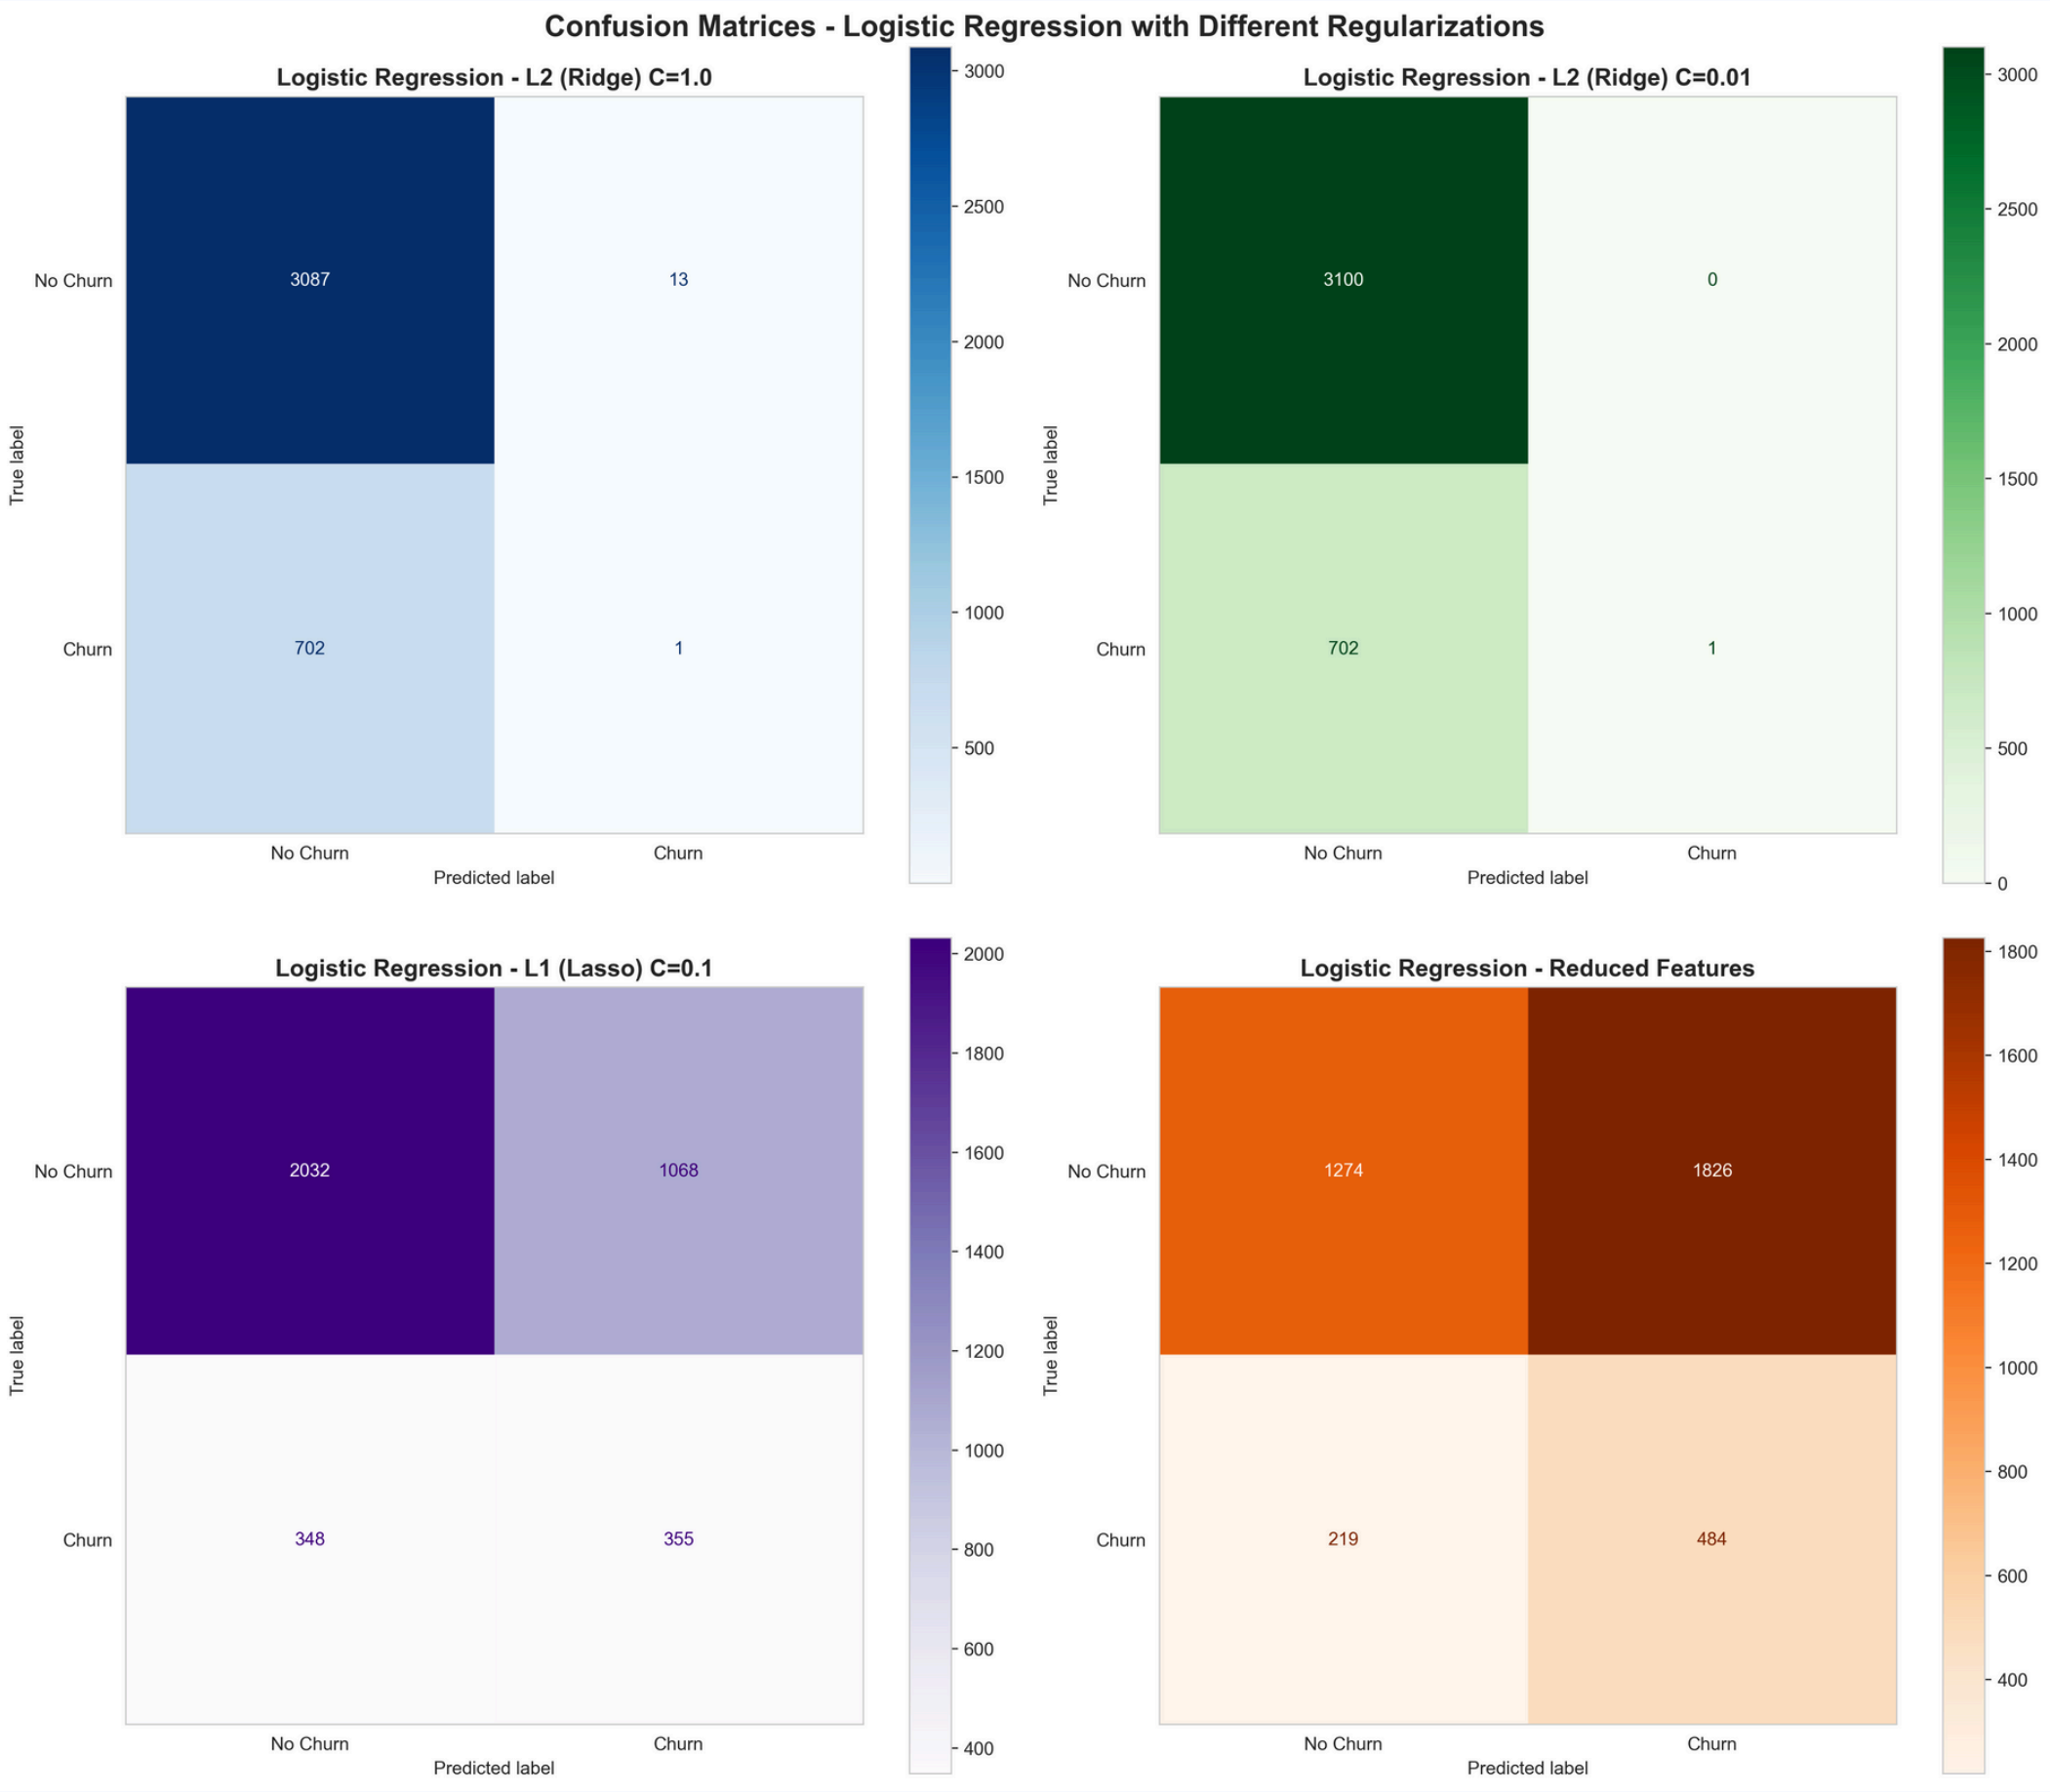 Confusion Matrices - Logistic Regression with Different Regularizations
Logistic Regression - L2 (Ridge) C=1.0
True label
No Churn
3087
13
Churn
702
1
No Churn
Churn
Predicted label
3000
2500
2000
1500
1000
500
Logistic Regression - L2 (Ridge) C=0.01
True label
No Churn
3100
0
Churn
702
1
No Churn
Churn
Predicted label
3000
2500
2000
1500
1000
500
0
Logistic Regression - L1 (Lasso) C=0.1
True label
No Churn
2032
1068
Churn
348
355
No Churn
Churn
Predicted label
2000
1800
1600
1400
1200
1000
800
600
400
Logistic Regression - Reduced Features
True label
No Churn
1274
1826
Churn
219
484
No Churn
Churn
Predicted label
1800
1600
1400
1200
1000
800
600
400